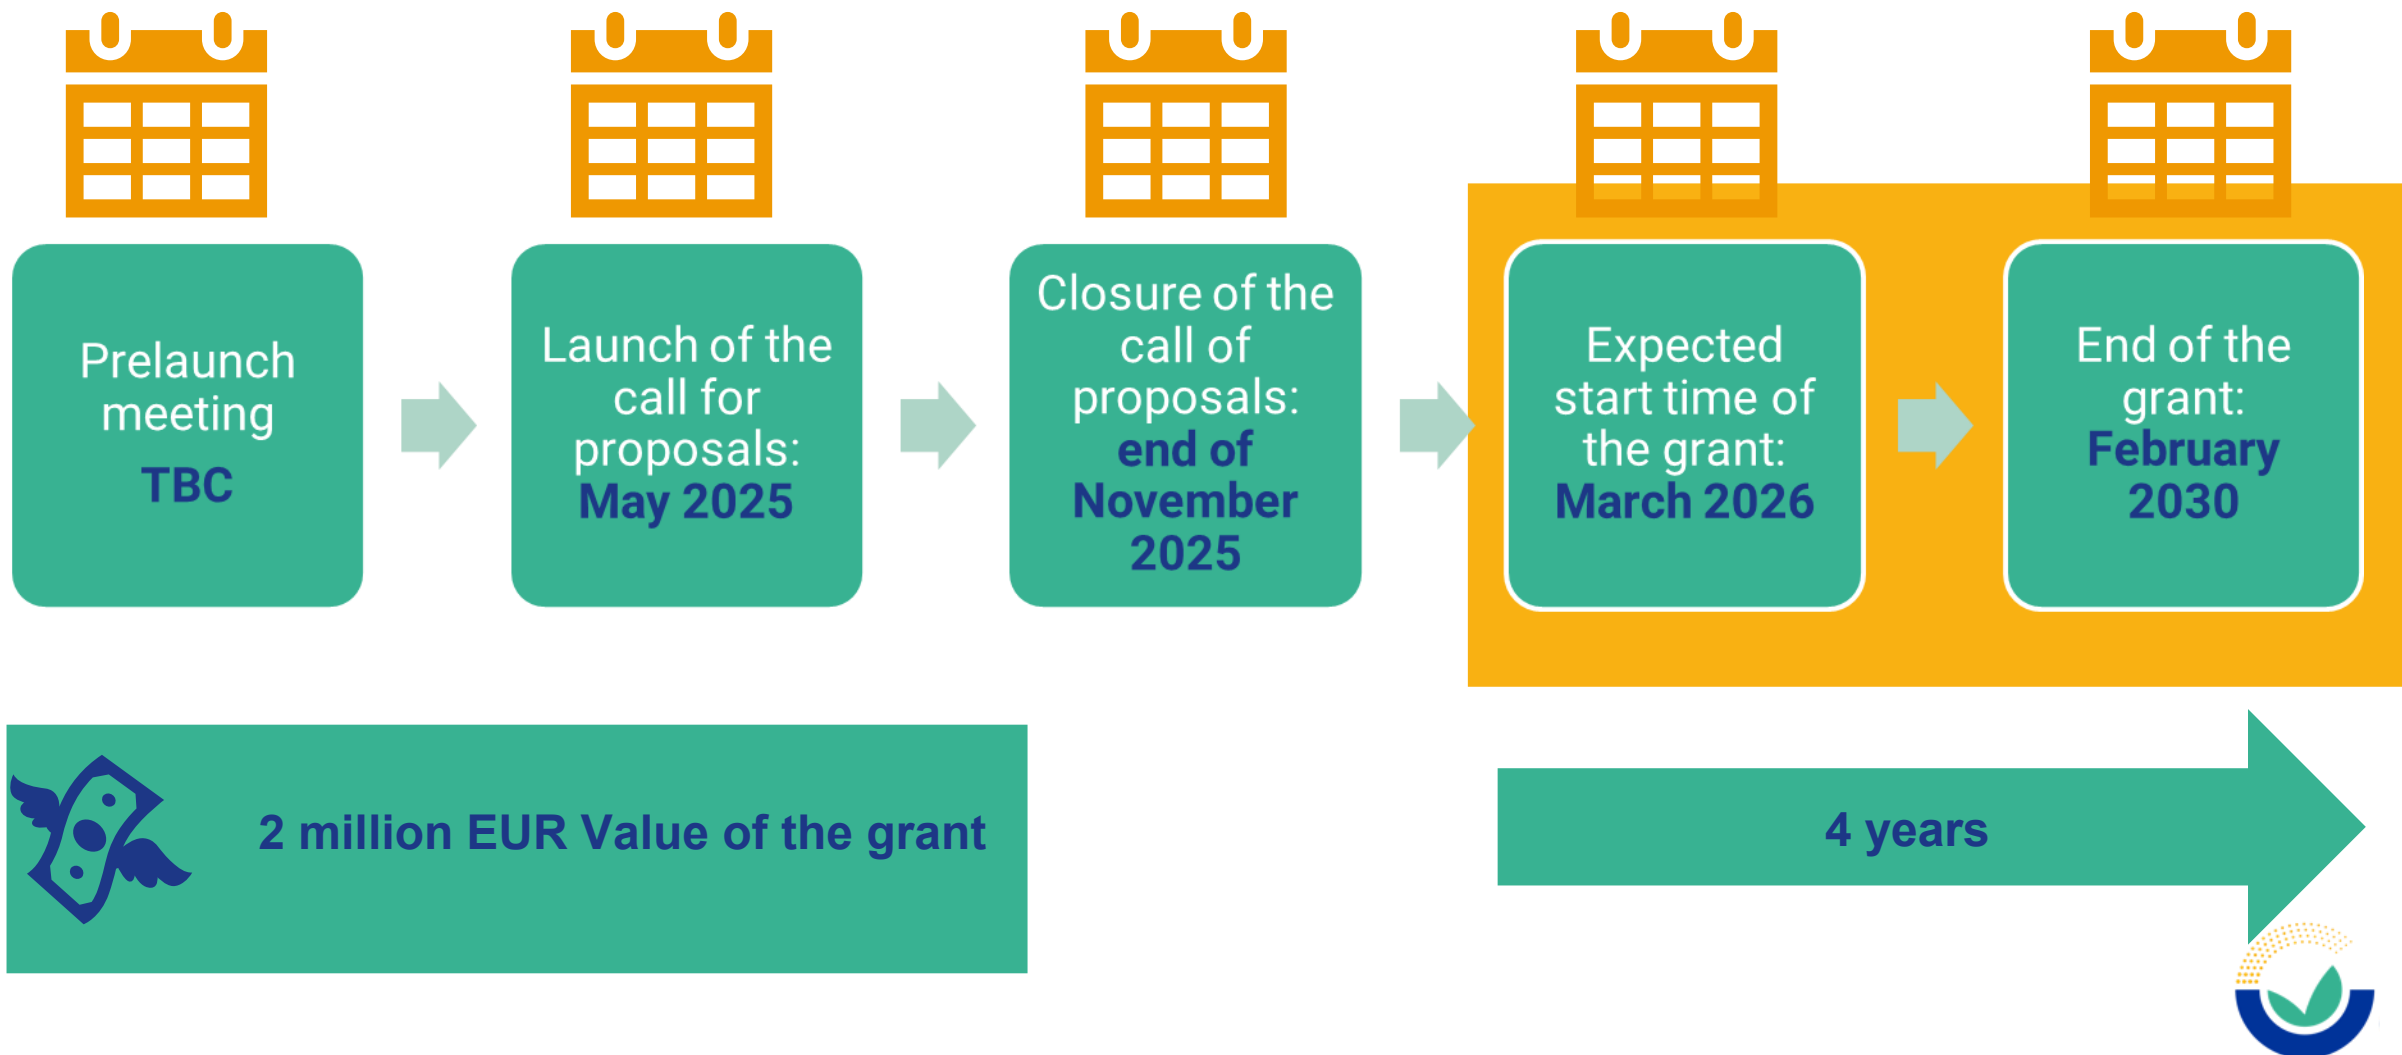 Prelaunch
meeting
TBC
Launch of the
call for
proposals:
May 2025
Closure of the
call of
proposals:
end of
November
2025
Expected
start time of
the grant:
March 2026
End of the
grant:
February
2030
2 million EUR Value of the grant
4 years